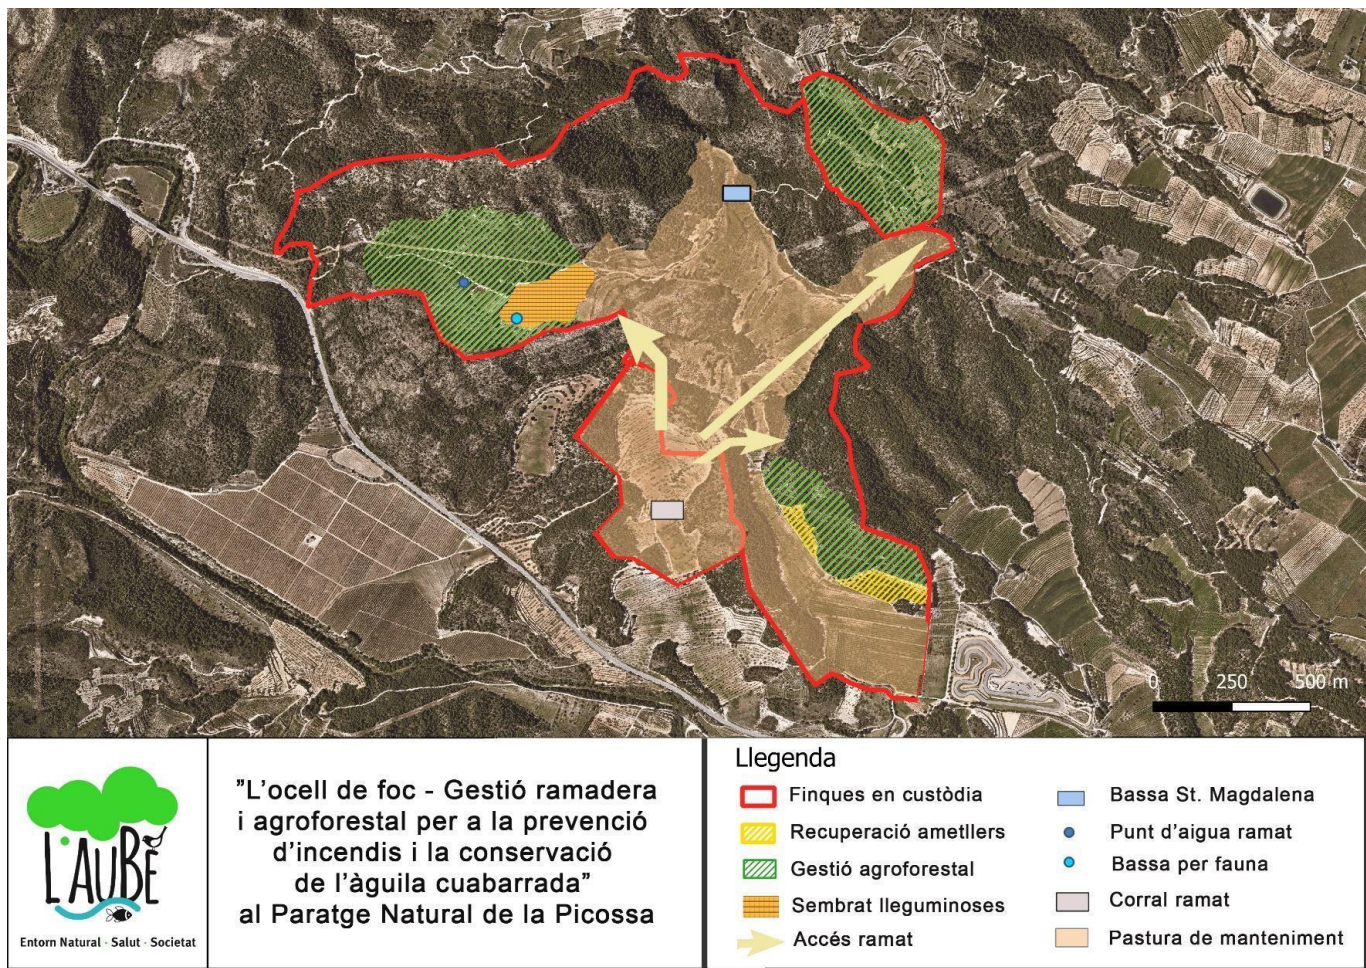 0 250 500 m
L'AUBÉ
Entorn Natural · Salut · Societat
"L'ocell de foc - Gestió ramadera
i agroforestal per a la prevenció
d'incendis i la conservació
de l'àguila cuabarrada"
al Paratge Natural de la Picossa
Llegenda
Finques en custòdia
Recuperació ametllers
Gestió agroforestal
Sembrat lleguminoses
Accés ramat
Bassa St. Magdalena
Punt d'aigua ramat
Bassa per fauna
Corral ramat
Pastura de manteniment